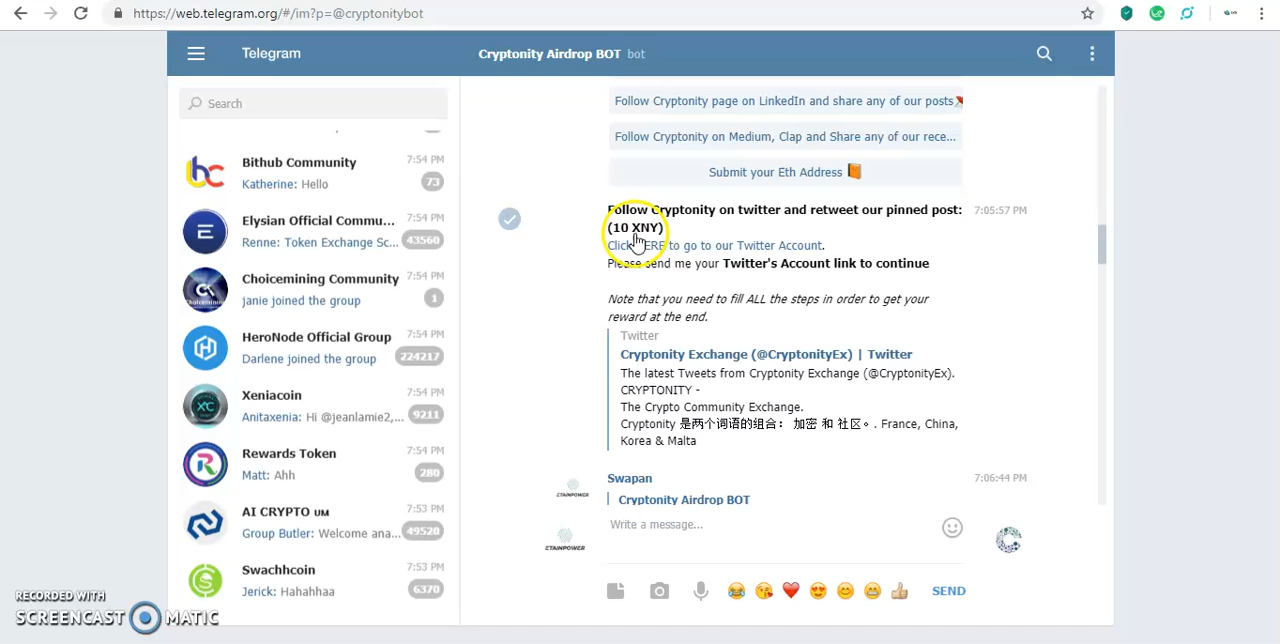 https://web.telegram.org/#/im?p=@cryptonitybot
Telegram
Cryptonity Airdrop BOT bot
Search
Bithub Community 7:54 PM
Katherine: Hello 73
Elysian Official Commu... 7:54 PM
Renne: Token Exchange Sc... 43560
Choicemining Community 7:54 PM
janie joined the group 1
HeroNode Official Group 7:54 PM
Darlene joined the group 224217
Xeniacoin 7:54 PM
Anitaxenia: Hi @jeanlamie2,... 9211
Rewards Token 7:54 PM
Matt: Ahh 280
AI CRYPTO UM 7:53 PM
Group Butler: Welcome ana... 49520
Swachhcoin 7:53 PM
Jerick: Hahahhaa 6370
Follow Cryptonity page on LinkedIn and share any of our posts
Follow Cryptonity on Medium, Clap and Share any of our rece...
Submit your Eth Address
Follow Cryptonity on twitter and retweet our pinned post: 7:05:57 PM
(10 XNY)
Click HERE to go to our Twitter Account.
Please send me your Twitter's Account link to continue
Note that you need to fill ALL the steps in order to get your
reward at the end.
Twitter
Cryptonity Exchange (@CryptonityEx) | Twitter
The latest Tweets from Cryptonity Exchange (@CryptonityEx).
CRYPTONITY -
The Crypto Community Exchange.
Cryptonity 是两个词语的组合： 加密 和 社区。. France, China,
Korea & Malta
ETAINPOWER
Swapan 7:06:44 PM
Cryptonity Airdrop BOT
ETAINPOWER
Write a message...
SEND
RECORDED WITH
SCREENCAST MATIC